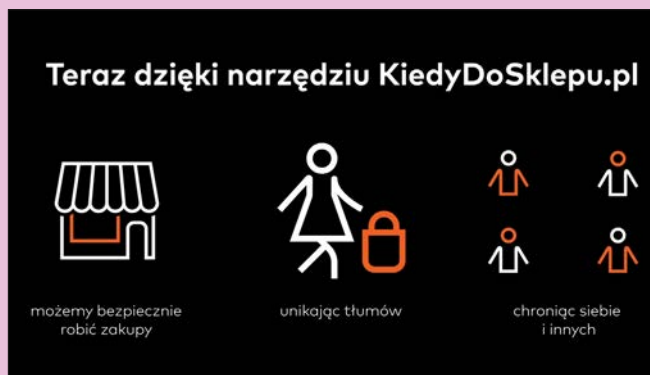 Teraz dzięki narzędziu KiedyDoSklepu.pl
możemy bezpiecznie
robić zakupy
unikając tłumów
chroniąc siebie
i innych